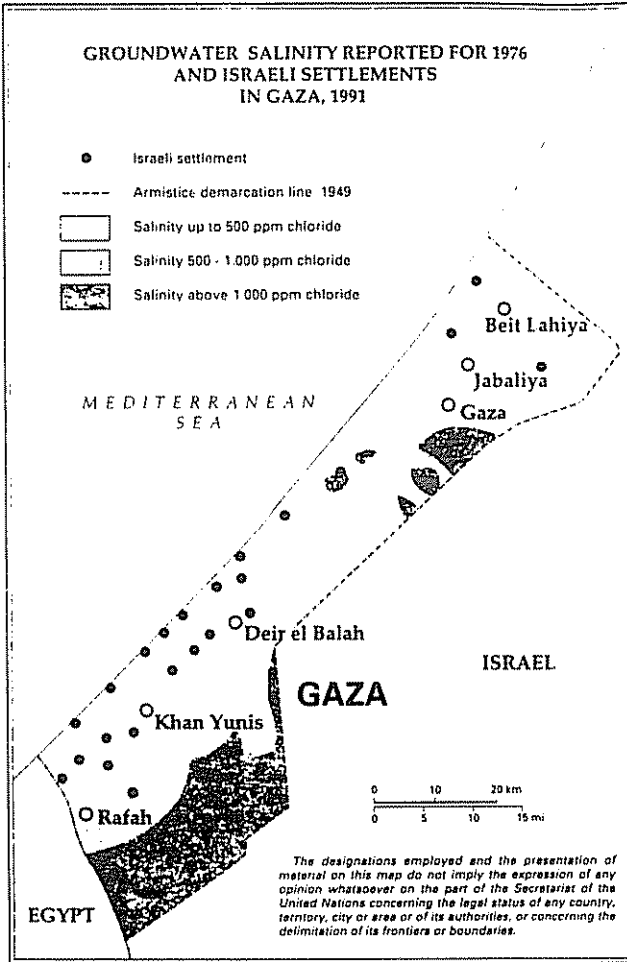 GROUNDWATER SALINITY REPORTED FOR 1976
AND ISRAELI SETTLEMENTS
IN GAZA, 1991
Israeli settlement
Armistice demarcation line 1949
Salinity up to 500 ppm chloride
Salinity 500 - 1.000 ppm chloride
Salinity above 1 000 ppm chloride
Beit Lahiya
Jabaliya
Gaza
MEDITERRANEAN
SEA
Deir el Balah
ISRAEL
GAZA
Khan Yunis
Rafah
EGYPT
0 10 20 km
0 5 10 15 mi
The designations employed and the presentation of
material on this map do not imply the expression of any
opinion whatsoever on the part of the Secretariat of the
United Nations concerning the legal status of any country,
territory, city or area or of its authorities, or concerning the
delimitation of its frontiers or boundaries.